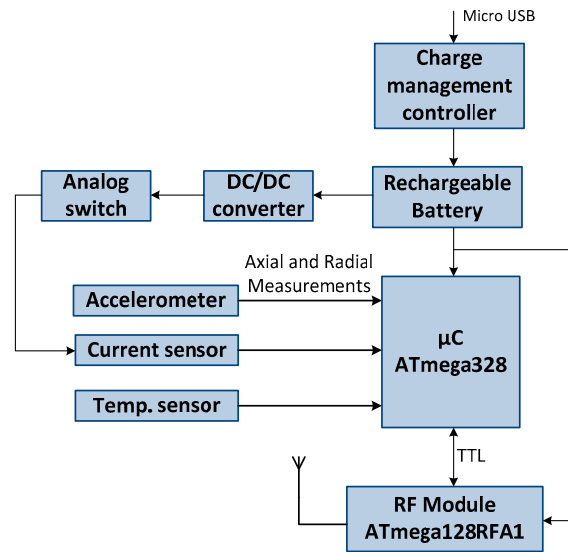 Micro USB
Charge
management
controller
Analog
switch
DC/DC
converter
Rechargeable
Battery
Axial and Radial
Measurements
Accelerometer
Current sensor
Temp. sensor
µC
ATmega328
TTL
RF Module
ATmega128RFA1